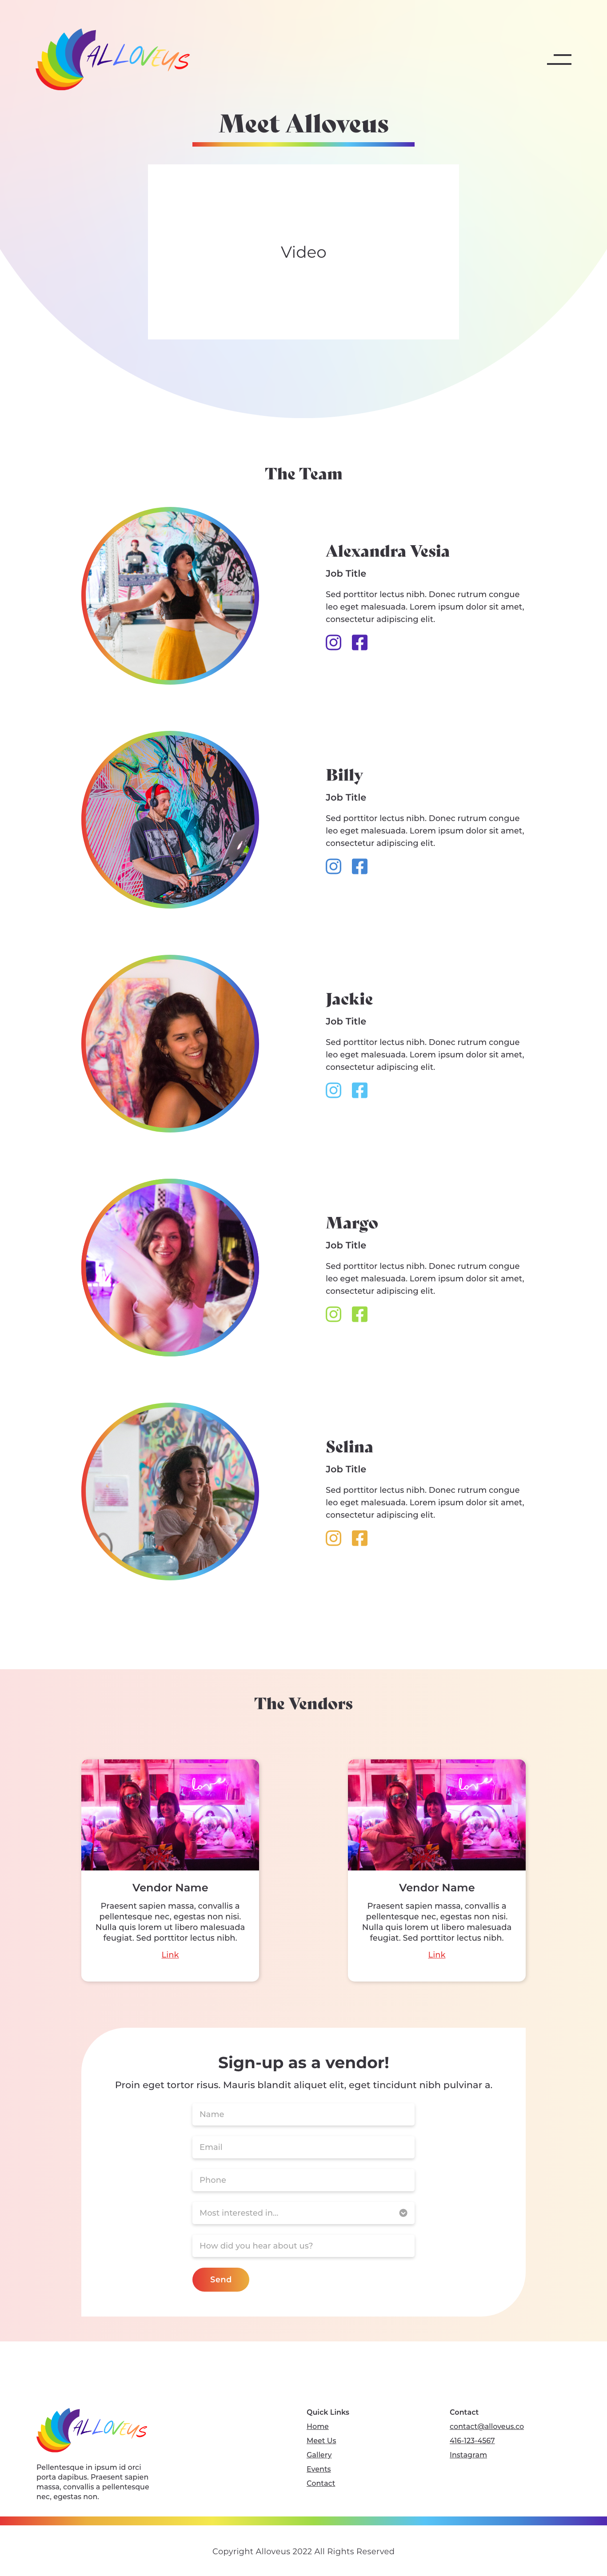 ALLOVEUS
Meet Alloveus
Video
The Team
Alexandra Vesia
Job Title
Sed porttitor lectus nibh. Donec rutrum congue
leo eget malesuada. Lorem ipsum dolor sit amet,
consectetur adipiscing elit.
Billy
Job Title
Sed porttitor lectus nibh. Donec rutrum congue
leo eget malesuada. Lorem ipsum dolor sit amet,
consectetur adipiscing elit.
Jackie
Job Title
Sed porttitor lectus nibh. Donec rutrum congue
leo eget malesuada. Lorem ipsum dolor sit amet,
consectetur adipiscing elit.
Margo
Job Title
Sed porttitor lectus nibh. Donec rutrum congue
leo eget malesuada. Lorem ipsum dolor sit amet,
consectetur adipiscing elit.
Selina
Job Title
Sed porttitor lectus nibh. Donec rutrum congue
leo eget malesuada. Lorem ipsum dolor sit amet,
consectetur adipiscing elit.
The Vendors
love
Vendor Name
Praesent sapien massa, convallis a
pellentesque nec, egestas non nisi.
Nulla quis lorem ut libero malesuada
feugiat. Sed porttitor lectus nibh.
Link
love
Vendor Name
Praesent sapien massa, convallis a
pellentesque nec, egestas non nisi.
Nulla quis lorem ut libero malesuada
feugiat. Sed porttitor lectus nibh.
Link
Sign-up as a vendor!
Proin eget tortor risus. Mauris blandit aliquet elit, eget tincidunt nibh pulvinar a.
Name
Email
Phone
Most interested in...
How did you hear about us?
Send
ALLOVEUS
Pellentesque in ipsum id orci
porta dapibus. Praesent sapien
massa, convallis a pellentesque
nec, egestas non.
Quick Links
Home
Meet Us
Gallery
Events
Contact
Contact
contact@alloveus.co
416-123-4567
Instagram
Copyright Alloveus 2022 All Rights Reserved